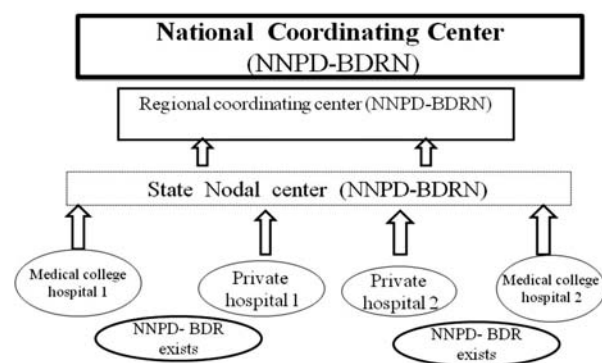 National Coordinating Center
(NNPD-BDRN)
Regional coordinating center (NNPD-BDRN)
State Nodal center (NNPD-BDRN)
Medical college
hospital 1
Private
hospital 1
Private
hospital 2
Medical college
hospital 2
NNPD- BDR
exists
NNPD- BDR
exists